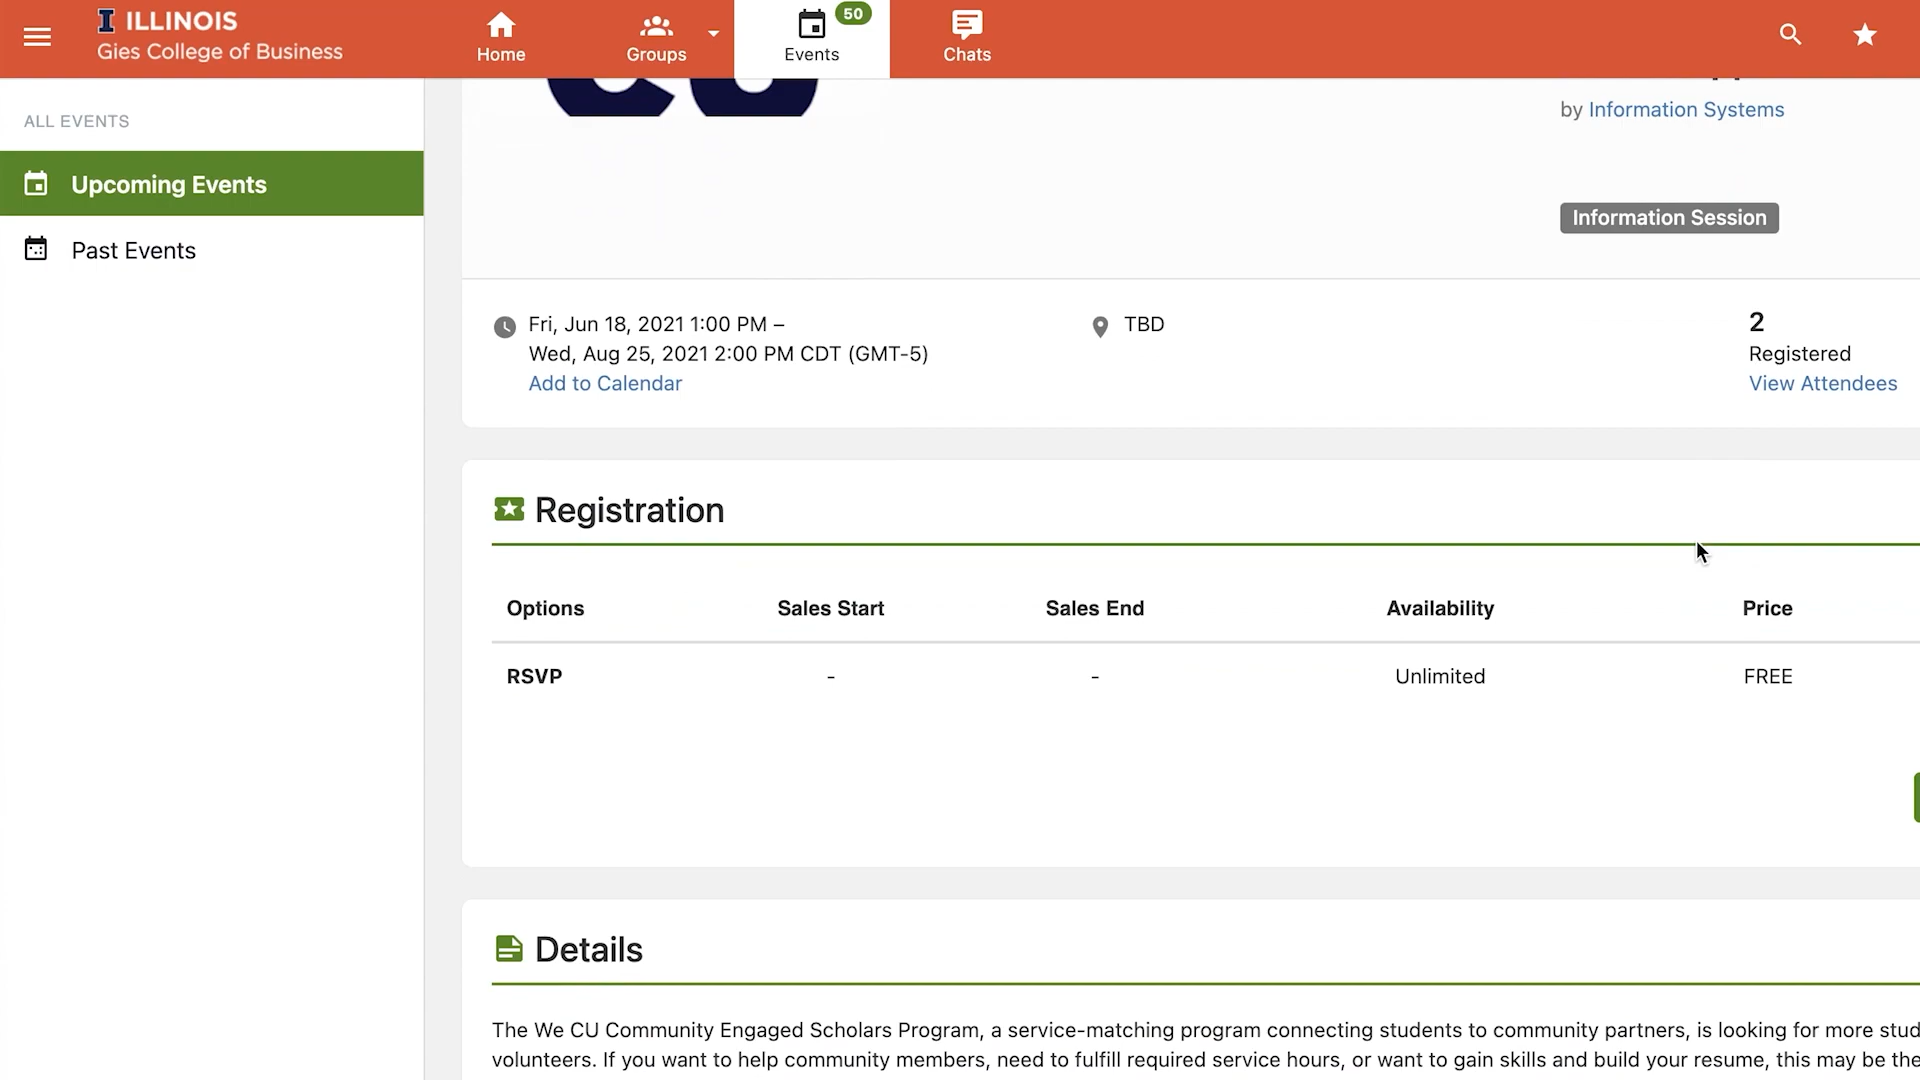 ILLINOIS
Gies College of Business
Home
Groups
50
Events
Chats
ALL EVENTS
Upcoming Events
Past Events
by Information Systems
Information Session
Fri, Jun 18, 2021 1:00 PM –
Wed, Aug 25, 2021 2:00 PM CDT (GMT-5)
Add to Calendar
TBD
2
Registered
View Attendees
Registration
Options Sales Start Sales End Availability Price
RSVP - - Unlimited FREE
Details
The We CU Community Engaged Scholars Program, a service-matching program connecting students to community partners, is looking for more stud
volunteers. If you want to help community members, need to fulfill required service hours, or want to gain skills and build your resume, this may be the